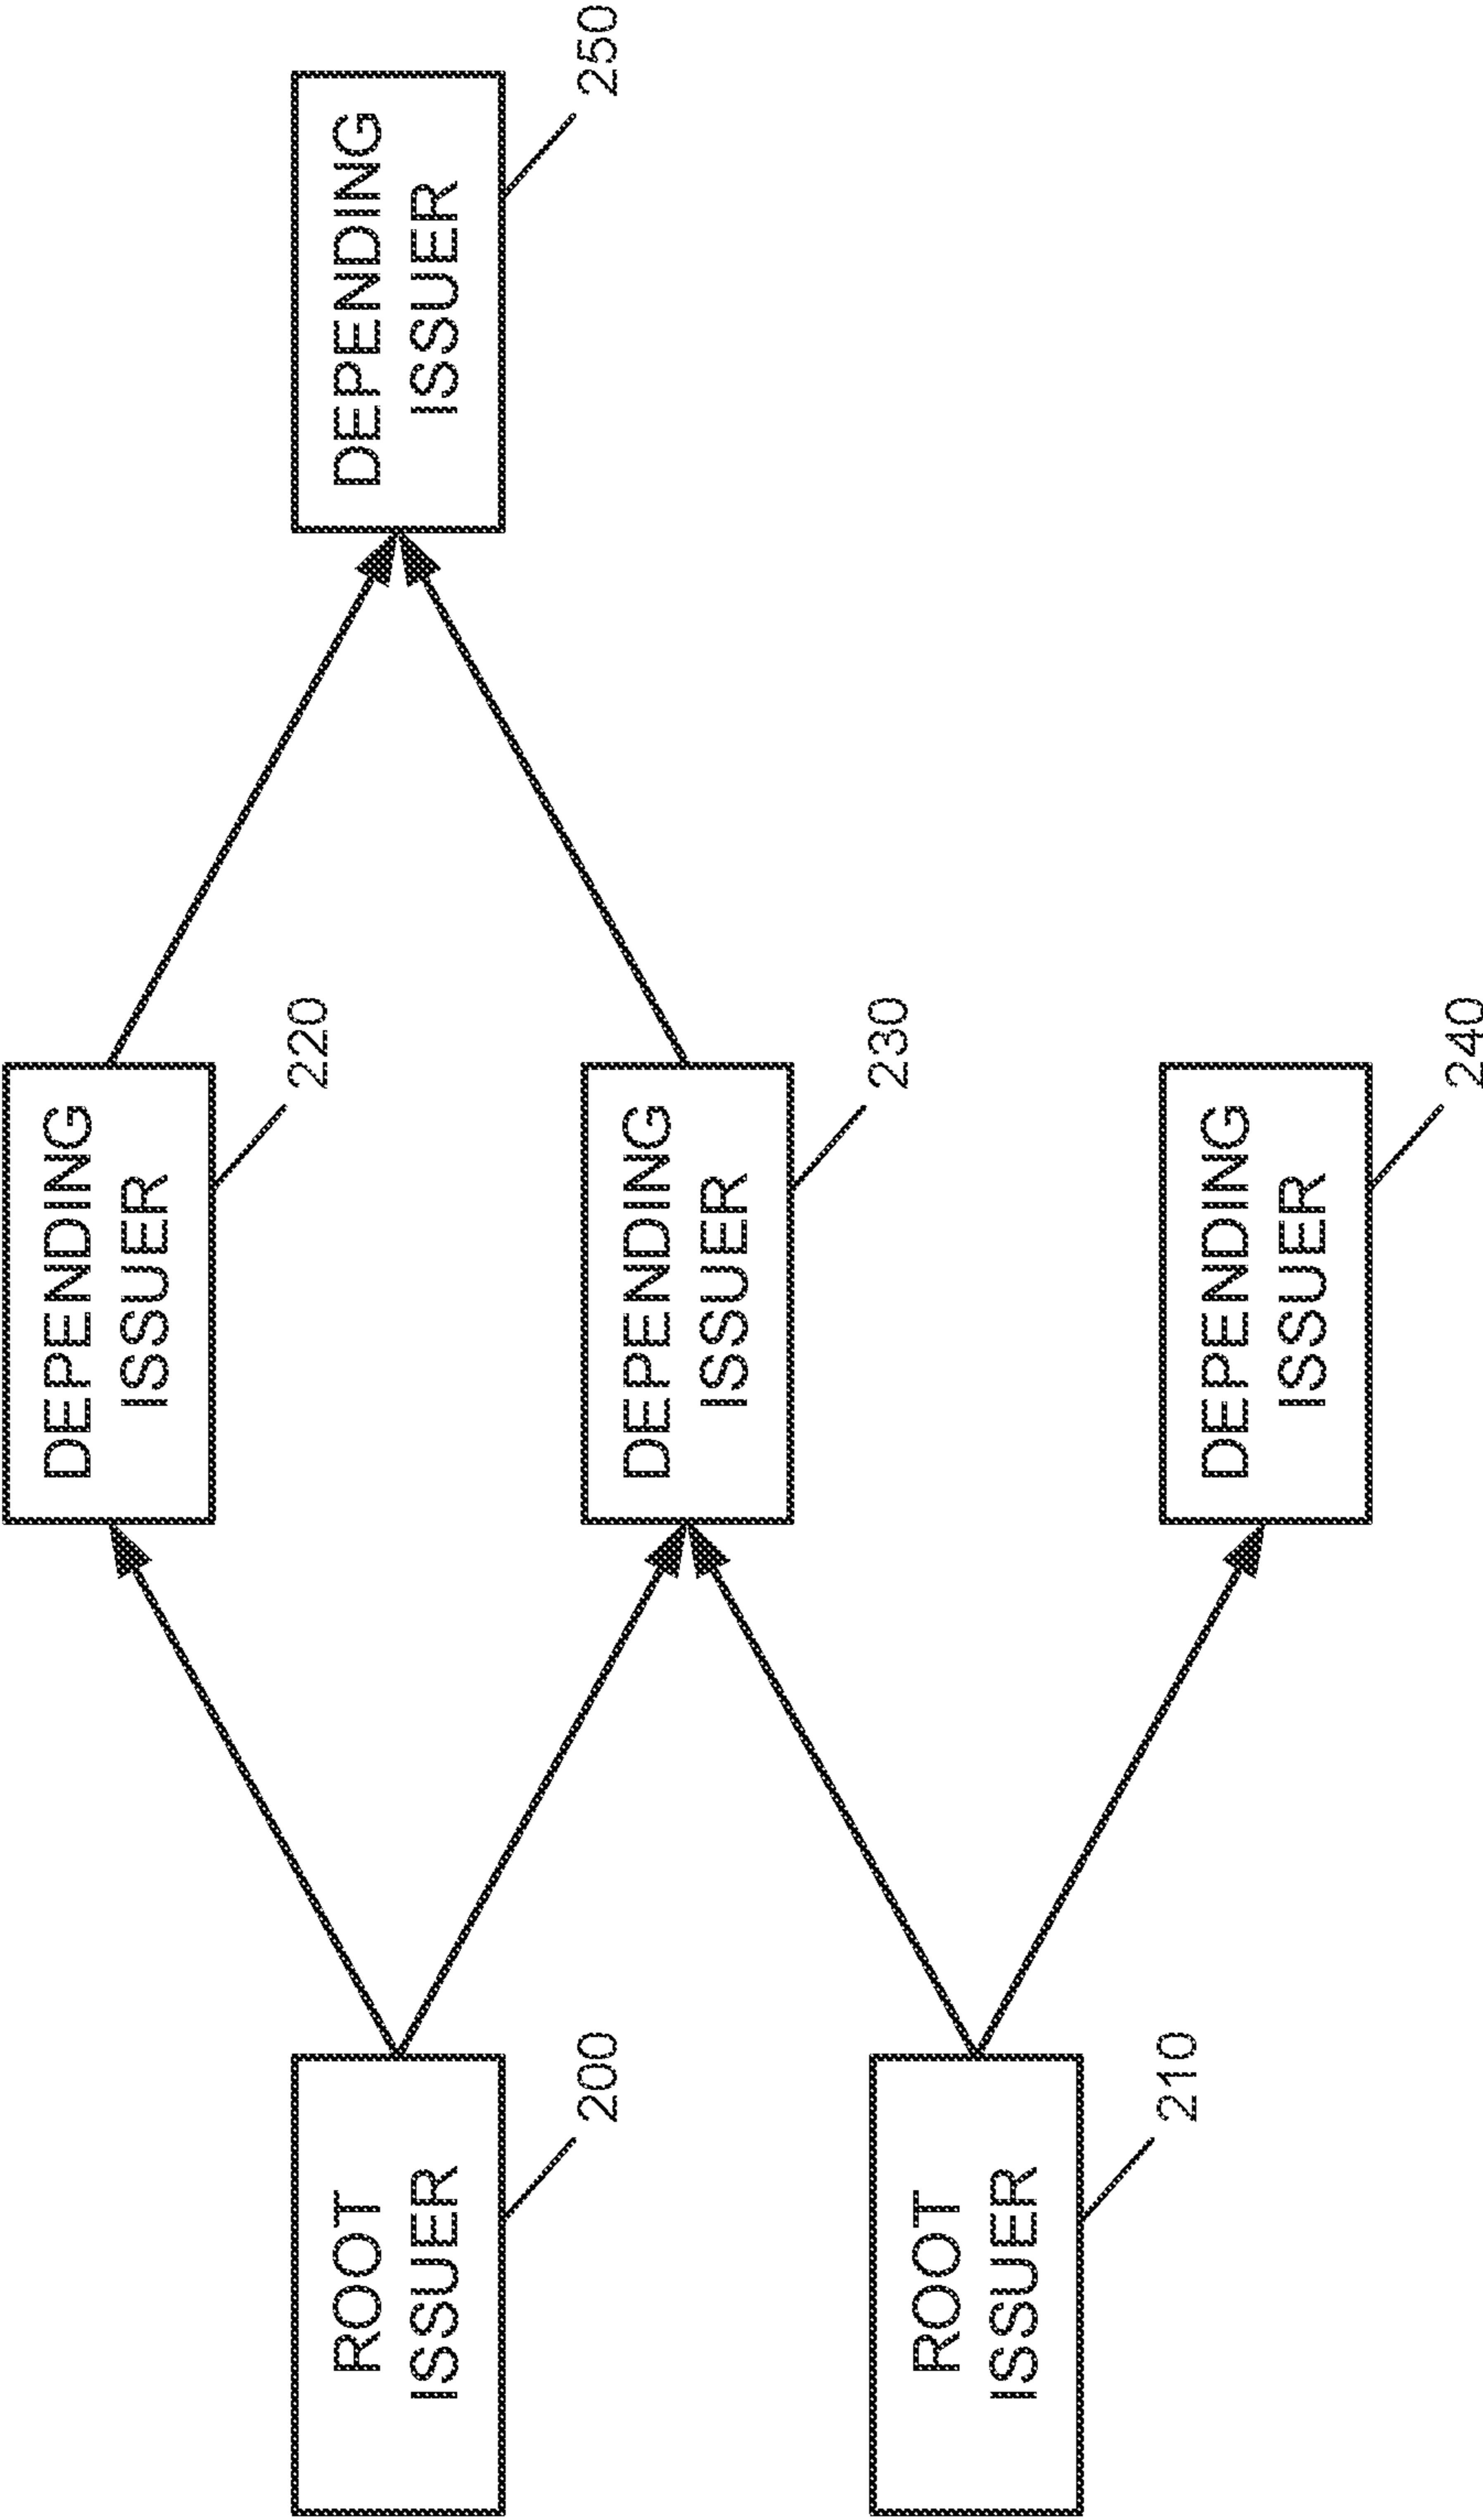 ROOT
ISSUER
200
ROOT
ISSUER
210
DEPENDING
ISSUER
220
DEPENDING
ISSUER
230
DEPENDING
ISSUER
240
DEPENDING
ISSUER
250